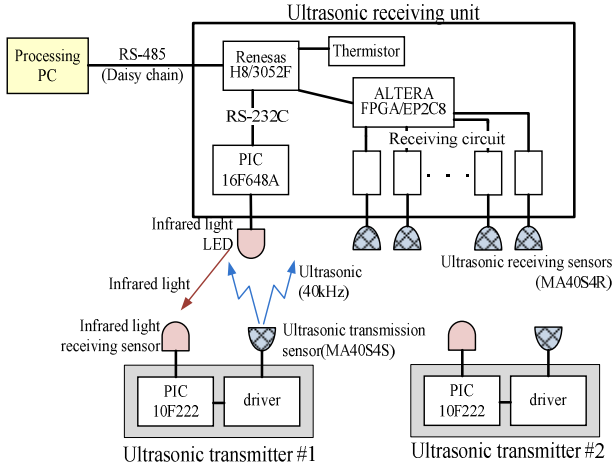 Ultrasonic receiving unit
Processing
PC
RS-485
(Daisy chain)
Renesas
H8/3052F
Thermistor
ALTERA
FPGA/EP2C8
RS-232C
Receiving circuit
PIC
16F648A
Infrared light
LED
Ultrasonic receiving sensors
(MA40S4R)
Ultrasonic
(40kHz)
Infrared light
Infrared light
receiving sensor
Ultrasonic transmission
sensor(MA40S4S)
PIC
10F222
driver
PIC
10F222
driver
Ultrasonic transmitter #1
Ultrasonic transmitter #2